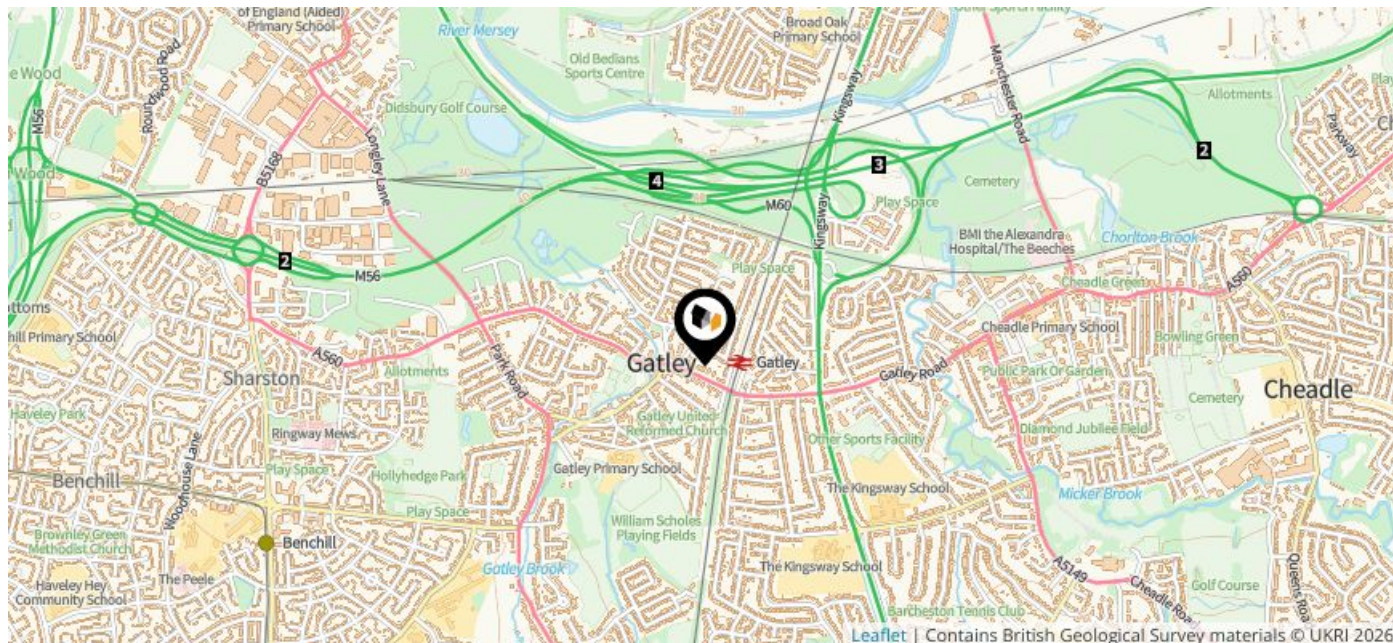 of England (Aided)
Primary School
River Mersey
Broad Oak
Primary School
Other Sports Facility
Old Bedians
Sports Centre
e Wood
Roundwood Road
Didsbury Golf Course
30
Kingsway
Manchester Road
Allotments
M56
B5168
Longley Lane
30
3
2
Parkway
Wood
4
M60
Kingsway
Cemetery
Play Space
BMI the Alexandra
Hospital/The Beeches
Chorlton Brook
2
M56
Play Space
Cheadle Green
A560
ottoms
hill Primary School
A560
Sharston
Allotments
Park Road
Gatley
Gatley
Gatley Road
Cheadle Primary School
Bowling Green
Public Park Or Garden
Cheadle
Cemetery
Haveley Park
Ringway Mews
Gatley United
Reformed Church
Other Sports Facility
Diamond Jubilee Field
Woodhouse Lane
Play Space
Hollyhedge Park
Gatley Primary School
Benchill
The Kingsway School
Micker Brook
Play Space
William Scholes
Playing Fields
Brownley Green
Methodist Church
Benchill
Gatley Brook
The Peele
The Kingsway School
A5149
Cheadle Roa
Golf Course
Queens Roa
Haveley Hey
Community School
Barcheston Tennis Club
Leaflet | Contains British Geological Survey materials © UKRI 2024